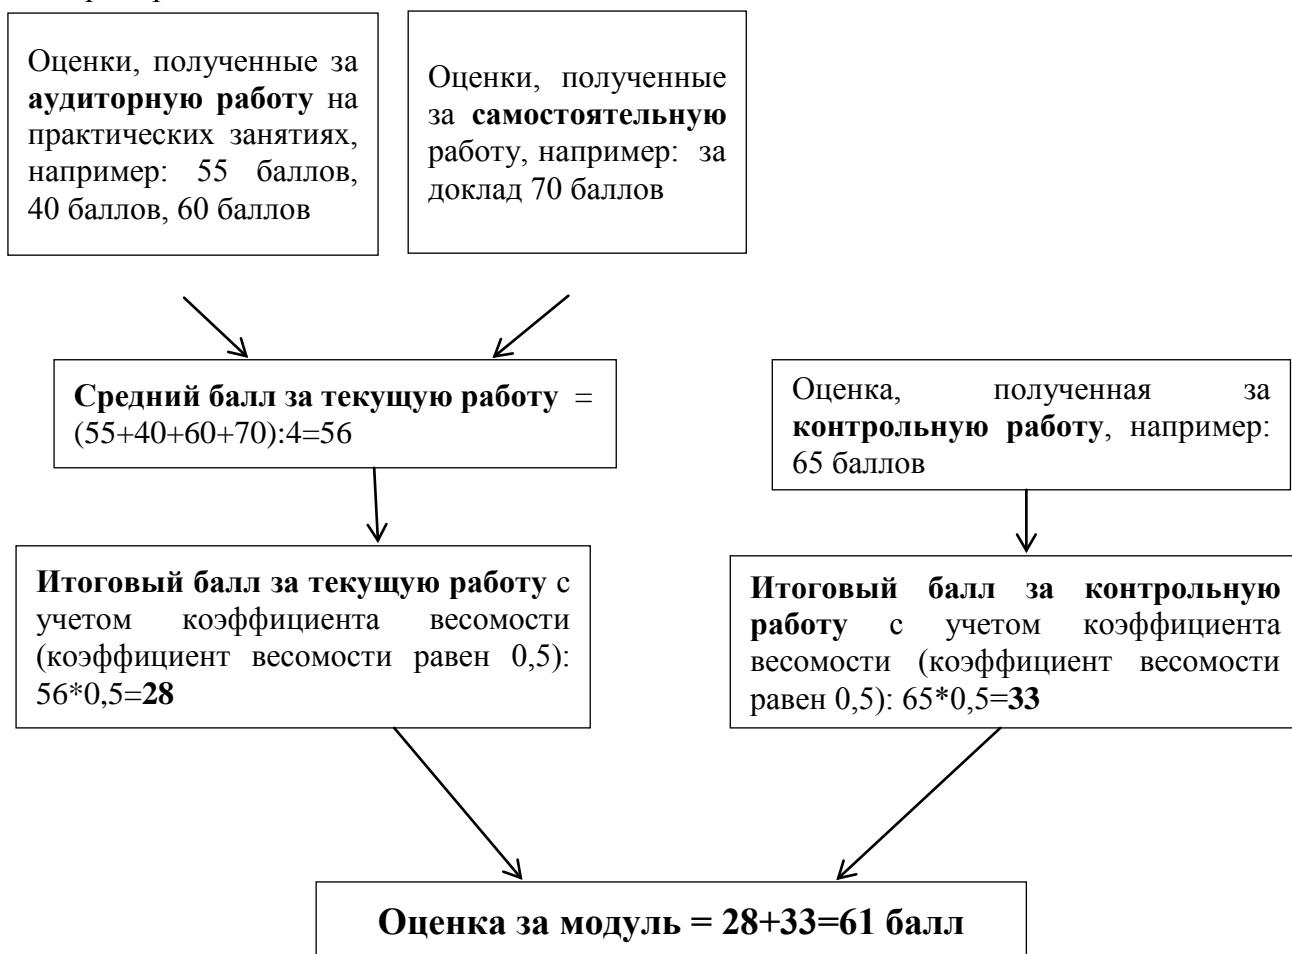 Оценки, полученные за
аудиторную работу на
практических занятиях,
например: 55 баллов,
40 баллов, 60 баллов
Оценки, полученные
за самостоятельную
работу, например: за
доклад 70 баллов
Средний балл за текущую работу =
(55+40+60+70):4=56
Оценка, полученная за
контрольную работу, например:
65 баллов
Итоговый балл за текущую работу с
учетом коэффициента весомости
(коэффициент весомости равен 0,5):
56*0,5=28
Итоговый балл за контрольную
работу с учетом коэффициента
весомости (коэффициент весомости
равен 0,5): 65*0,5=33
Оценка за модуль = 28+33=61 балл